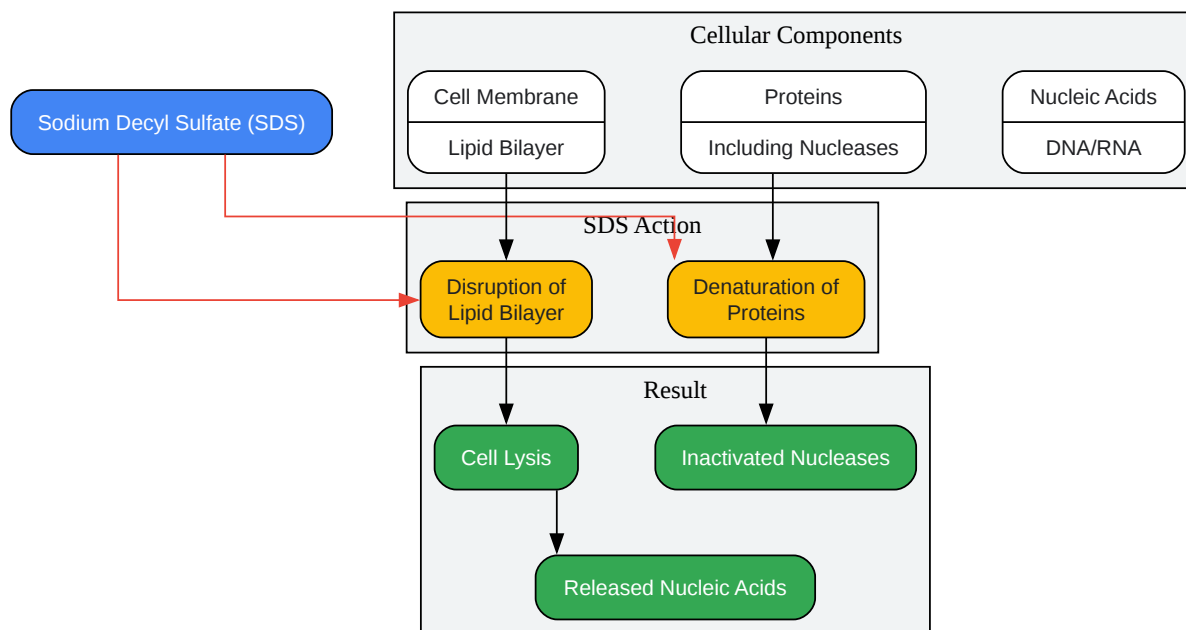 Cellular Components
Cell Membrane
Lipid Bilayer
Proteins
Including Nucleases
Nucleic Acids
DNA/RNA
Sodium Decyl Sulfate (SDS)
SDS Action
Disruption of
Lipid Bilayer
Denaturation of
Proteins
Result
Cell Lysis
Inactivated Nucleases
Released Nucleic Acids